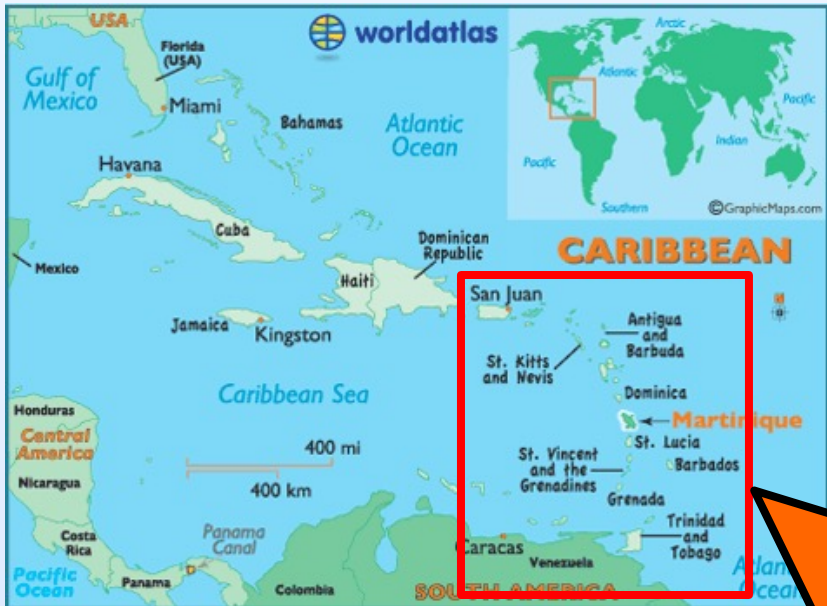 USA
worldatlas
Florida
(USA)
Gulf of
Mexico
Miami
Bahamas
Atlantic
Ocean
Arctic
Atlantic
Pacific
Indian
Pacific
Southern
©GraphicMaps.com
Havana
Cuba
Mexico
Haiti
Dominican
Republic
CARIBBEAN
Jamaica
Kingston
San Juan
Antigua
and
Barbuda
St. Kitts
and Nevis
Caribbean Sea
Dominica
Martinique
Honduras
Central
America
Nicaragua
400 mi
400 km
St. Lucia
St. Vincent
and the
Grenadines
Barbados
Grenada
Costa
Rica
Panama
Canal
Caracas
Trinidad
and
Tobago
Pacific
Ocean
Panama
Colombia
Venezuela
SOUTH AMERICA
Ocean